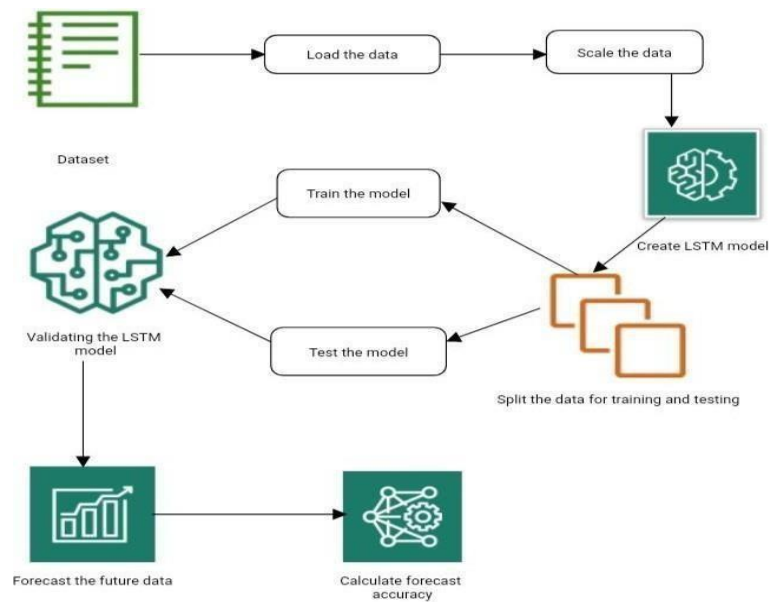 Load the data
Scale the data
Dataset
Train the model
Create LSTM model
Validating the LSTM
model
Test the model
Split the data for training and testing
Forecast the future data
Calculate forecast
accuracy